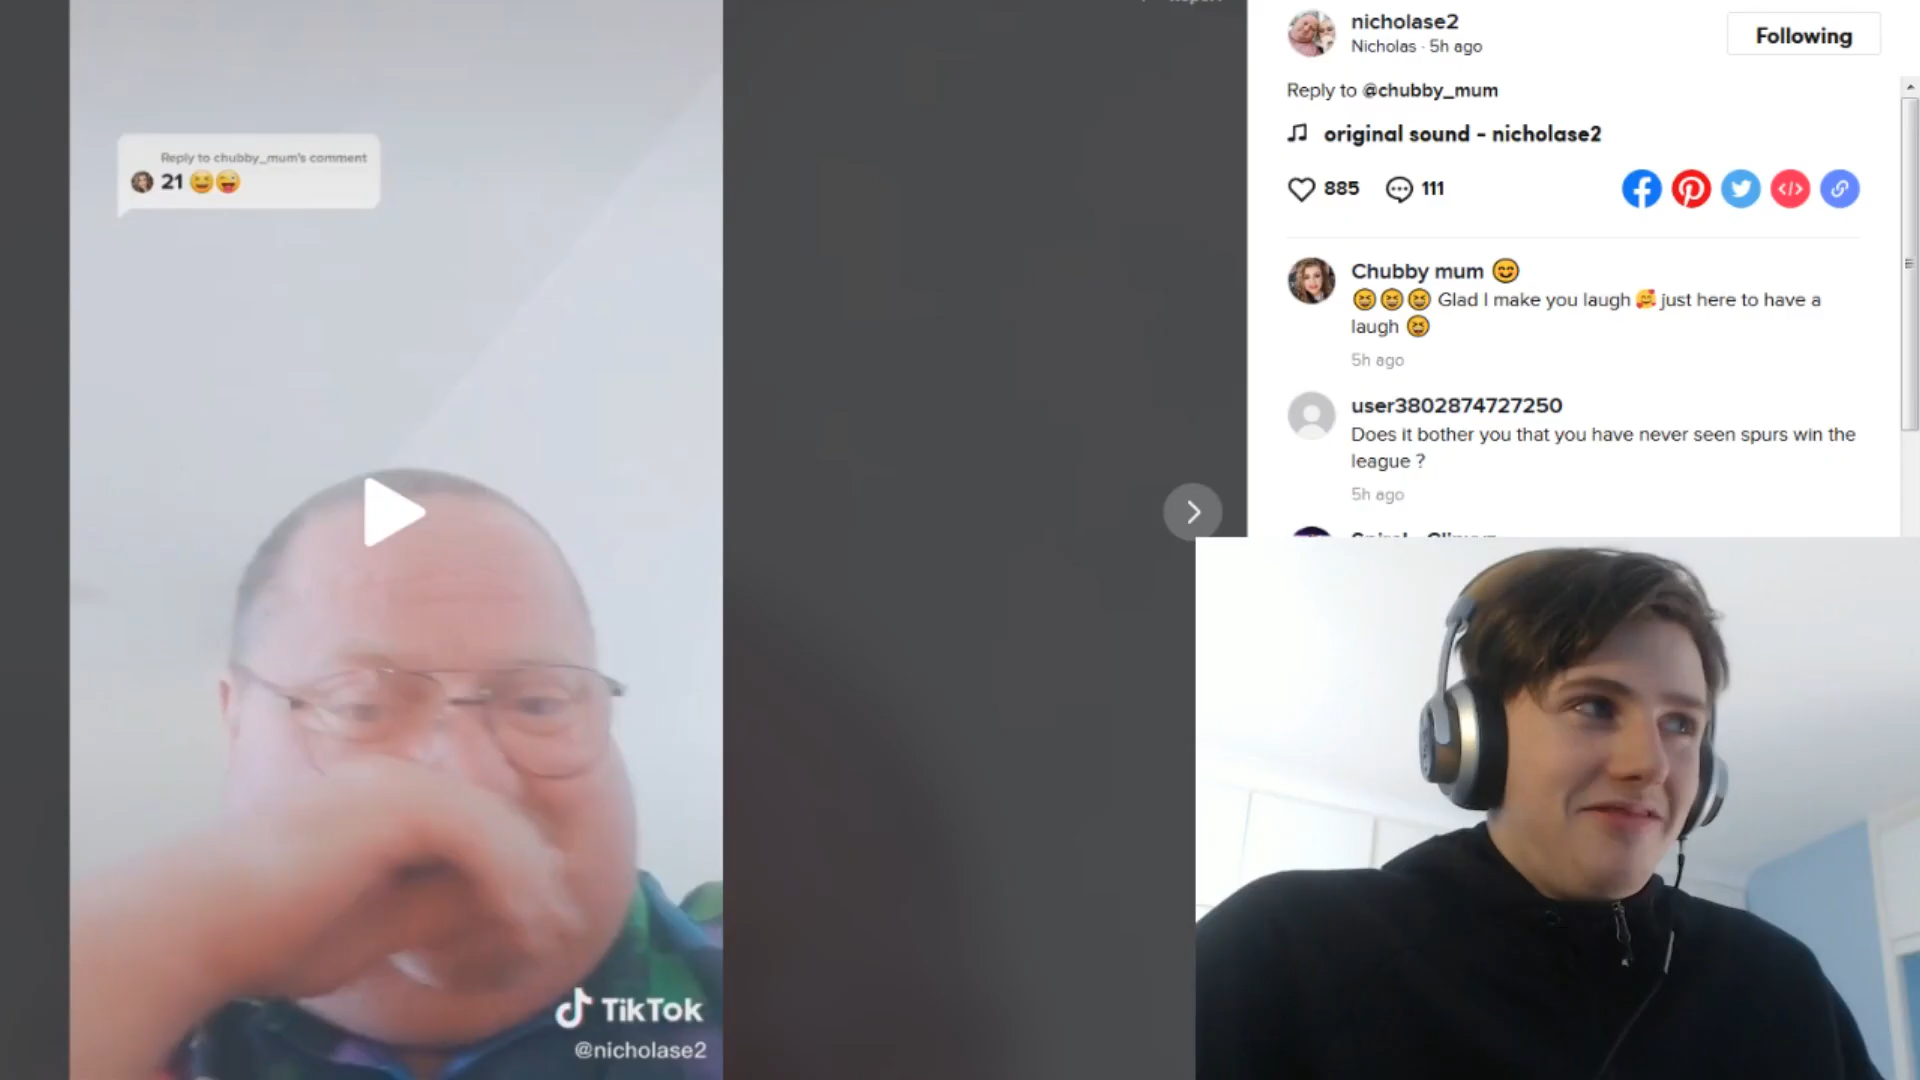 Reply to chubby_mum's comment
21 😆😜
TikTok
@nicholase2
nicholase2
Nicholas · 5h ago
Following
Reply to @chubby_mum
original sound - nicholase2
885
111
Chubby mum 😊
😆😆😆 Glad I make you laugh 🥰 just here to have a
laugh 😆
5h ago
user3802874727250
Does it bother you that you have never seen spurs win the
league ?
5h ago